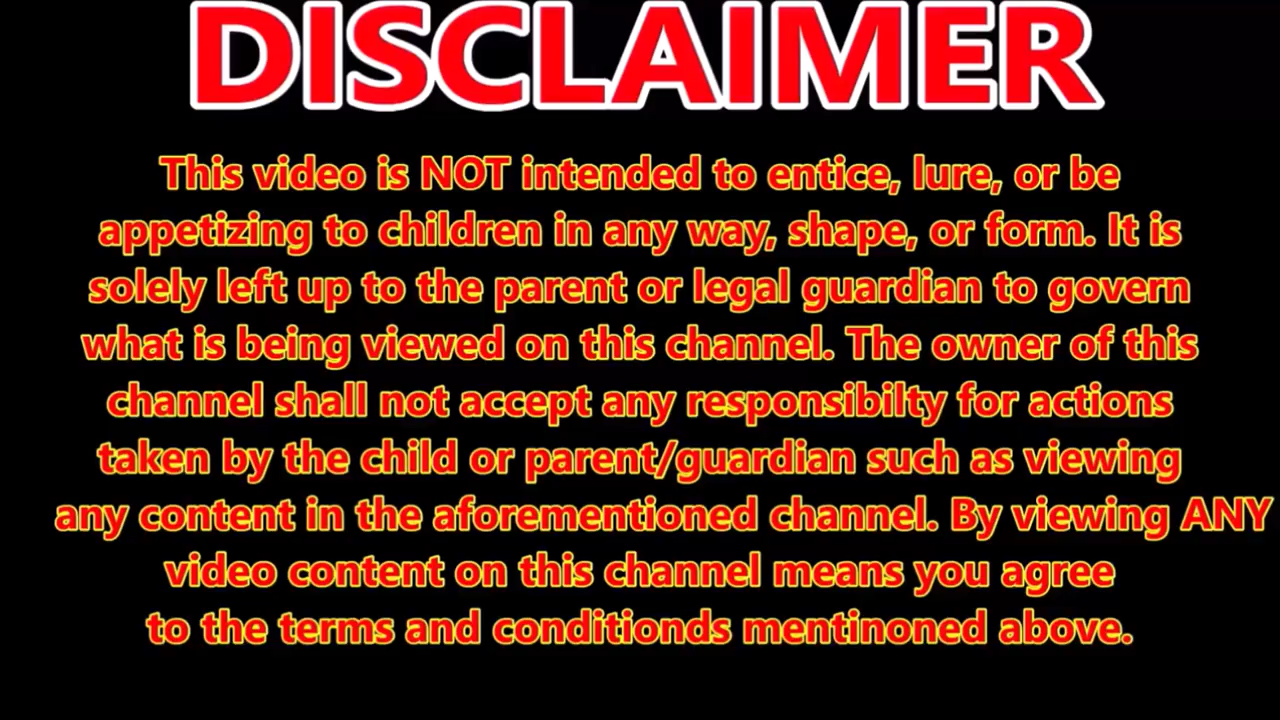 DISCLAIMER
This video is NOT intended to entice, lure, or be
appetizing to children in any way, shape, or form. It is
solely left up to the parent or legal guardian to govern
what is being viewed on this channel. The owner of this
channel shall not accept any responsibilty for actions
taken by the child or parent/guardian such as viewing
any content in the aforementioned channel. By viewing ANY
video content on this channel means you agree
to the terms and conditionds mentinoned above.